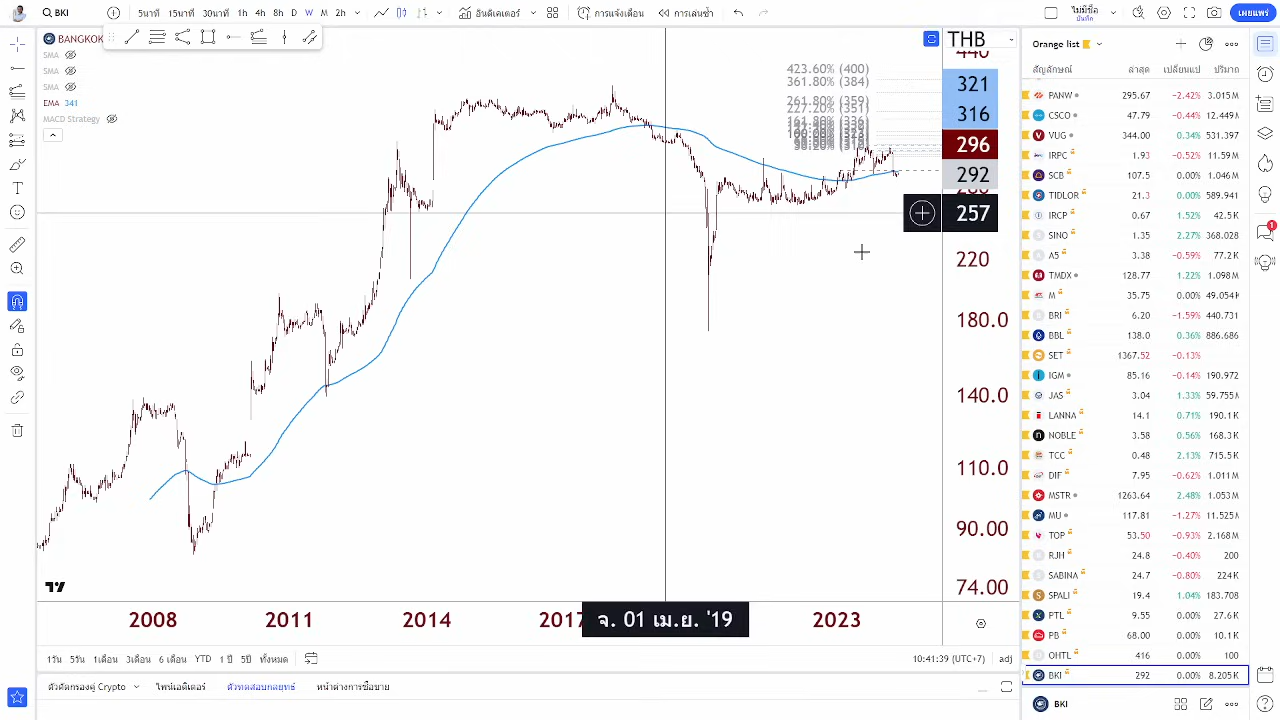 BKI
5นาที 15นาที 30นาที 1h 4h 8h D W M 2h อินดิเคเตอร์ การแจ้งเตือน การเล่นซ้ำ ไม่มีชื่อ บันทึก เผยแพร่
BANGKOK
SMA
SMA
SMA
EMA 341
MACD Strategy
THB
440
423.60% (400)
361.80% (384)
261.80% (359)
227.20% (351)
321
316
296
292
257
220
180.0
140.0
110.0
90.00
74.00
2008 2011 2014 2017 จ. 01 เม.ย. '19 2023
1วัน 5วัน 1เดือน 3เดือน 6 เดือน YTD 1 ปี 5ปี ทั้งหมด 10:41:39 (UTC+7) adj
ตัวคัดกรองคู่ Crypto ไพน์เอดิเตอร์ ตัวทดสอบกลยุทธ์ หน้าต่างการซื้อขาย
Orange list
สัญลักษณ์ ล่าสุด เปลี่ยนแป ปริมาก
PANW 295.67 -2.42% 3.015M
CSCO 47.79 -0.44% 12.449M
VUG 344.00 0.34% 531.397
IRPC 1.93 -0.52% 11.59M
SCB 107.5 0.00% 1.046M
TIDLOR 21.3 0.00% 589.941
IRCP 0.67 1.52% 42.5K
SINO 1.35 2.27% 368.028
A5 3.38 -0.59% 77.2K
TMDX 128.77 1.22% 1.098M
M 35.75 0.00% 49.054K
BRI 6.20 -1.59% 440.731
BBL 138.0 0.36% 886.686
SET 1367.52 -0.13%
IGM 85.16 -0.14% 190.972
JAS 3.04 1.33% 59.755M
LANNA 14.1 0.71% 190.1K
NOBLE 3.58 0.56% 168.3K
TCC 0.48 2.13% 715.5K
DIF 7.95 -0.62% 1.011M
MSTR 1263.64 2.48% 1.053M
MU 117.81 -1.27% 11.525M
TOP 53.50 -0.93% 2.168M
RJH 24.8 -0.40% 200
SABINA 24.7 -0.80% 224K
SPALI 19.4 1.04% 183.708
PTL 9.55 0.00% 27.6K
PB 68.00 0.00% 10.1K
OHTL 416 0.00% 100
BKI 292 0.00% 8.205K
BKI